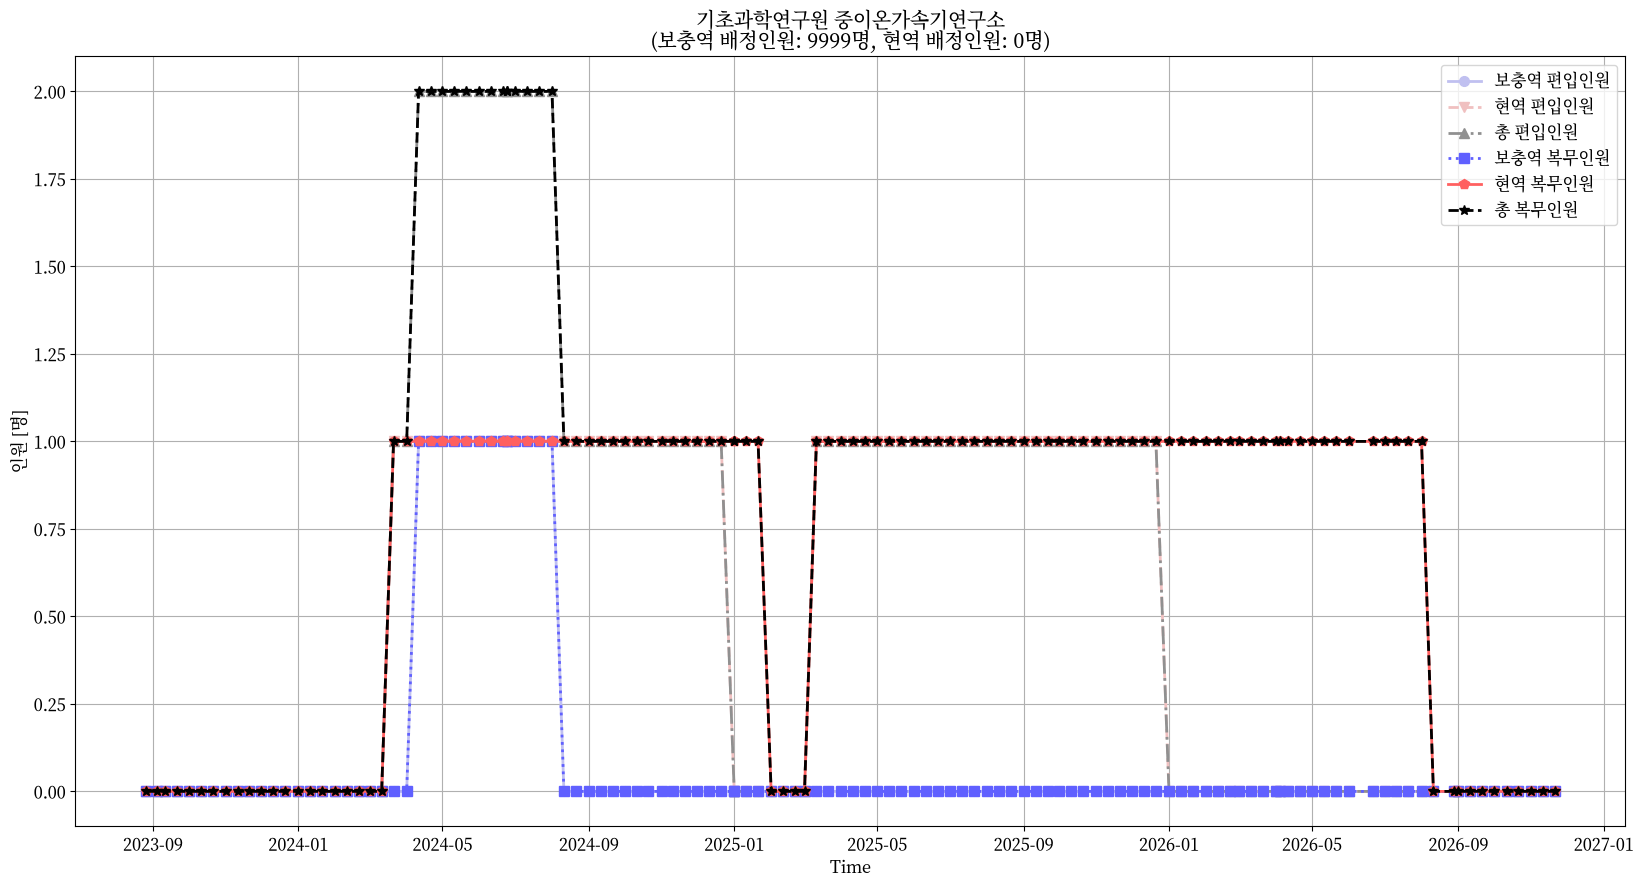 기초과학연구원 중이온가속기연구소
(보충역 배정인원: 9999명, 현역 배정인원: 0명)
보충역 편입인원
현역 편입인원
총 편입인원
보충역 복무인원
현역 복무인원
총 복무인원
인원 [명]
2.00
1.75
1.50
1.25
1.00
0.75
0.50
0.25
0.00
2023-09
2024-01
2024-05
2024-09
2025-01
2025-05
2025-09
2026-01
2026-05
2026-09
2027-01
Time